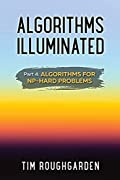 ALGORITHMS
ILLUMINATED
Part 4: ALGORITHMS FOR
NP-HARD PROBLEMS
TIM ROUGHGARDEN